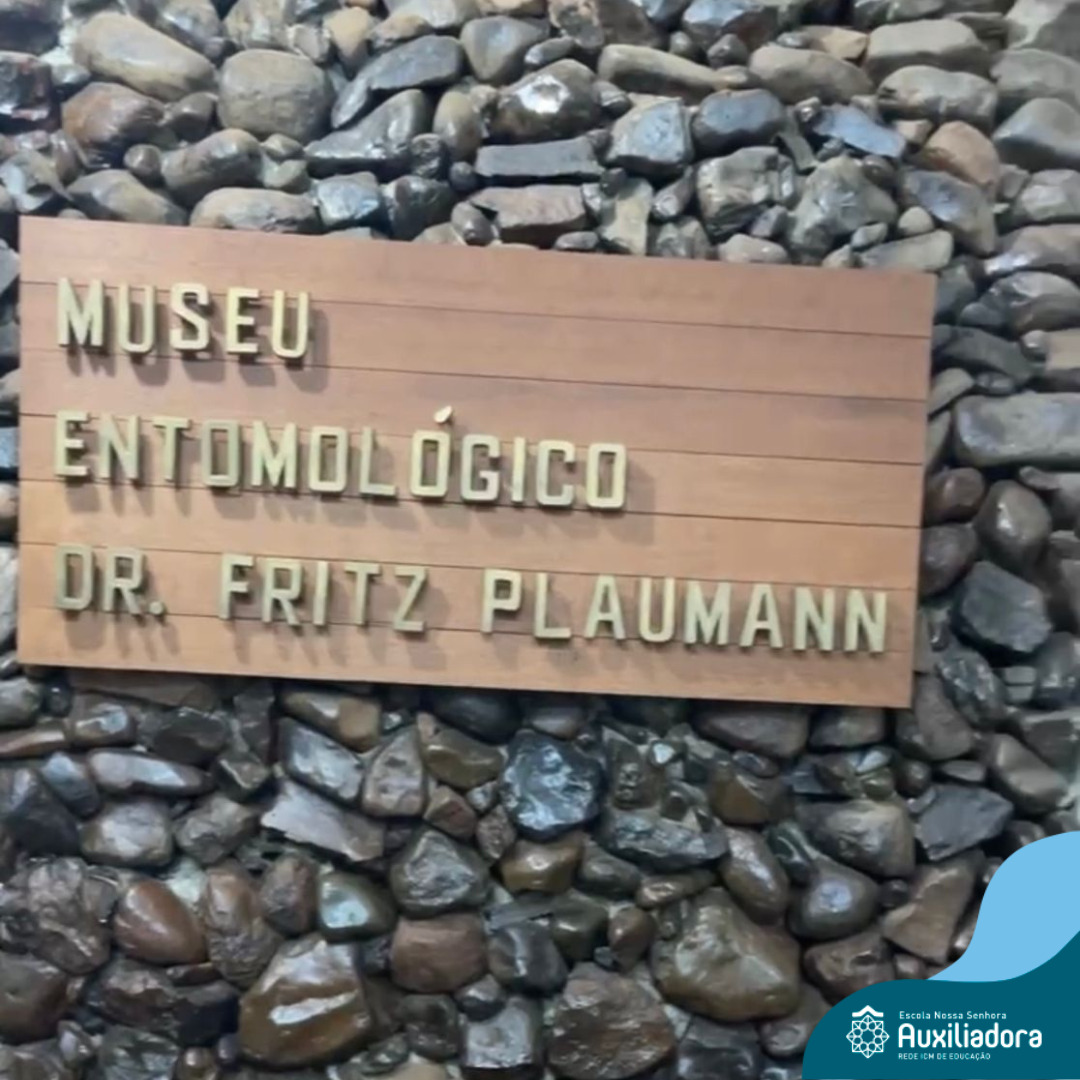 MUSEU
ENTOMOLÓGICO
DR. FRITZ PLAUMANN
Escola Nossa Senhora
Auxiliadora
REDE ICM DE EDUCAÇÃO